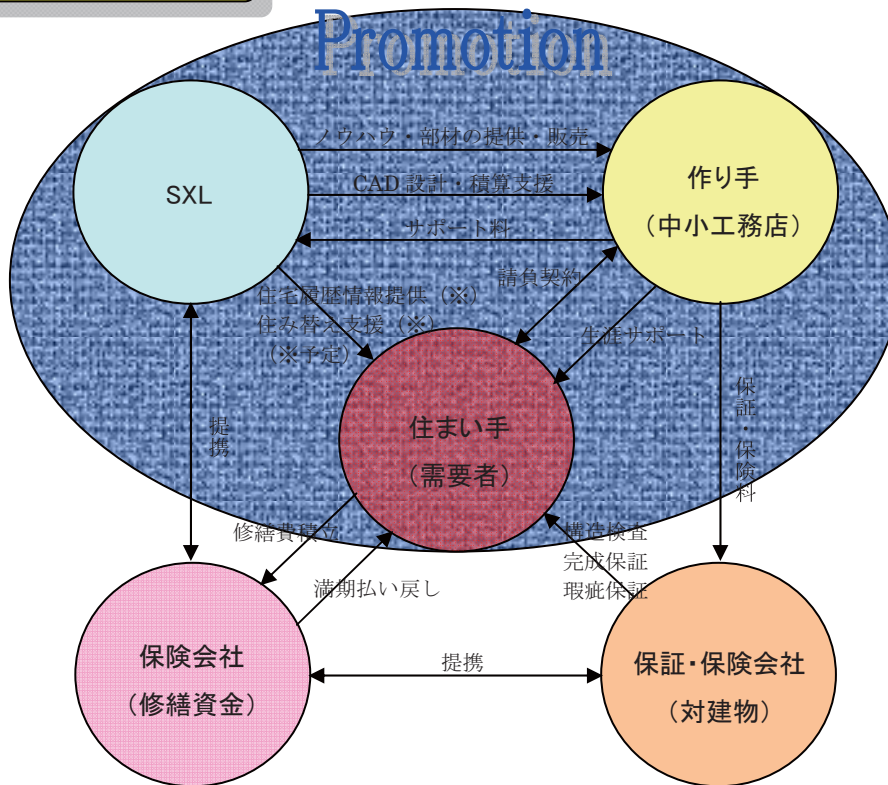 Promotion
SXL
作り手
（中小工務店）
ノウハウ・部材の提供・販売
CAD 設計・積算支援
サポート料
請負契約
住宅履歴情報提供（※）
住み替え支援（※）
（※予定）
生涯サポート
住まい手
（需要者）
提携
保証・保険料
修繕費積立
満期払い戻し
構造検査
完成保証
瑕疵保証
保険会社
（修繕資金）
提携
保証・保険会社
（対建物）